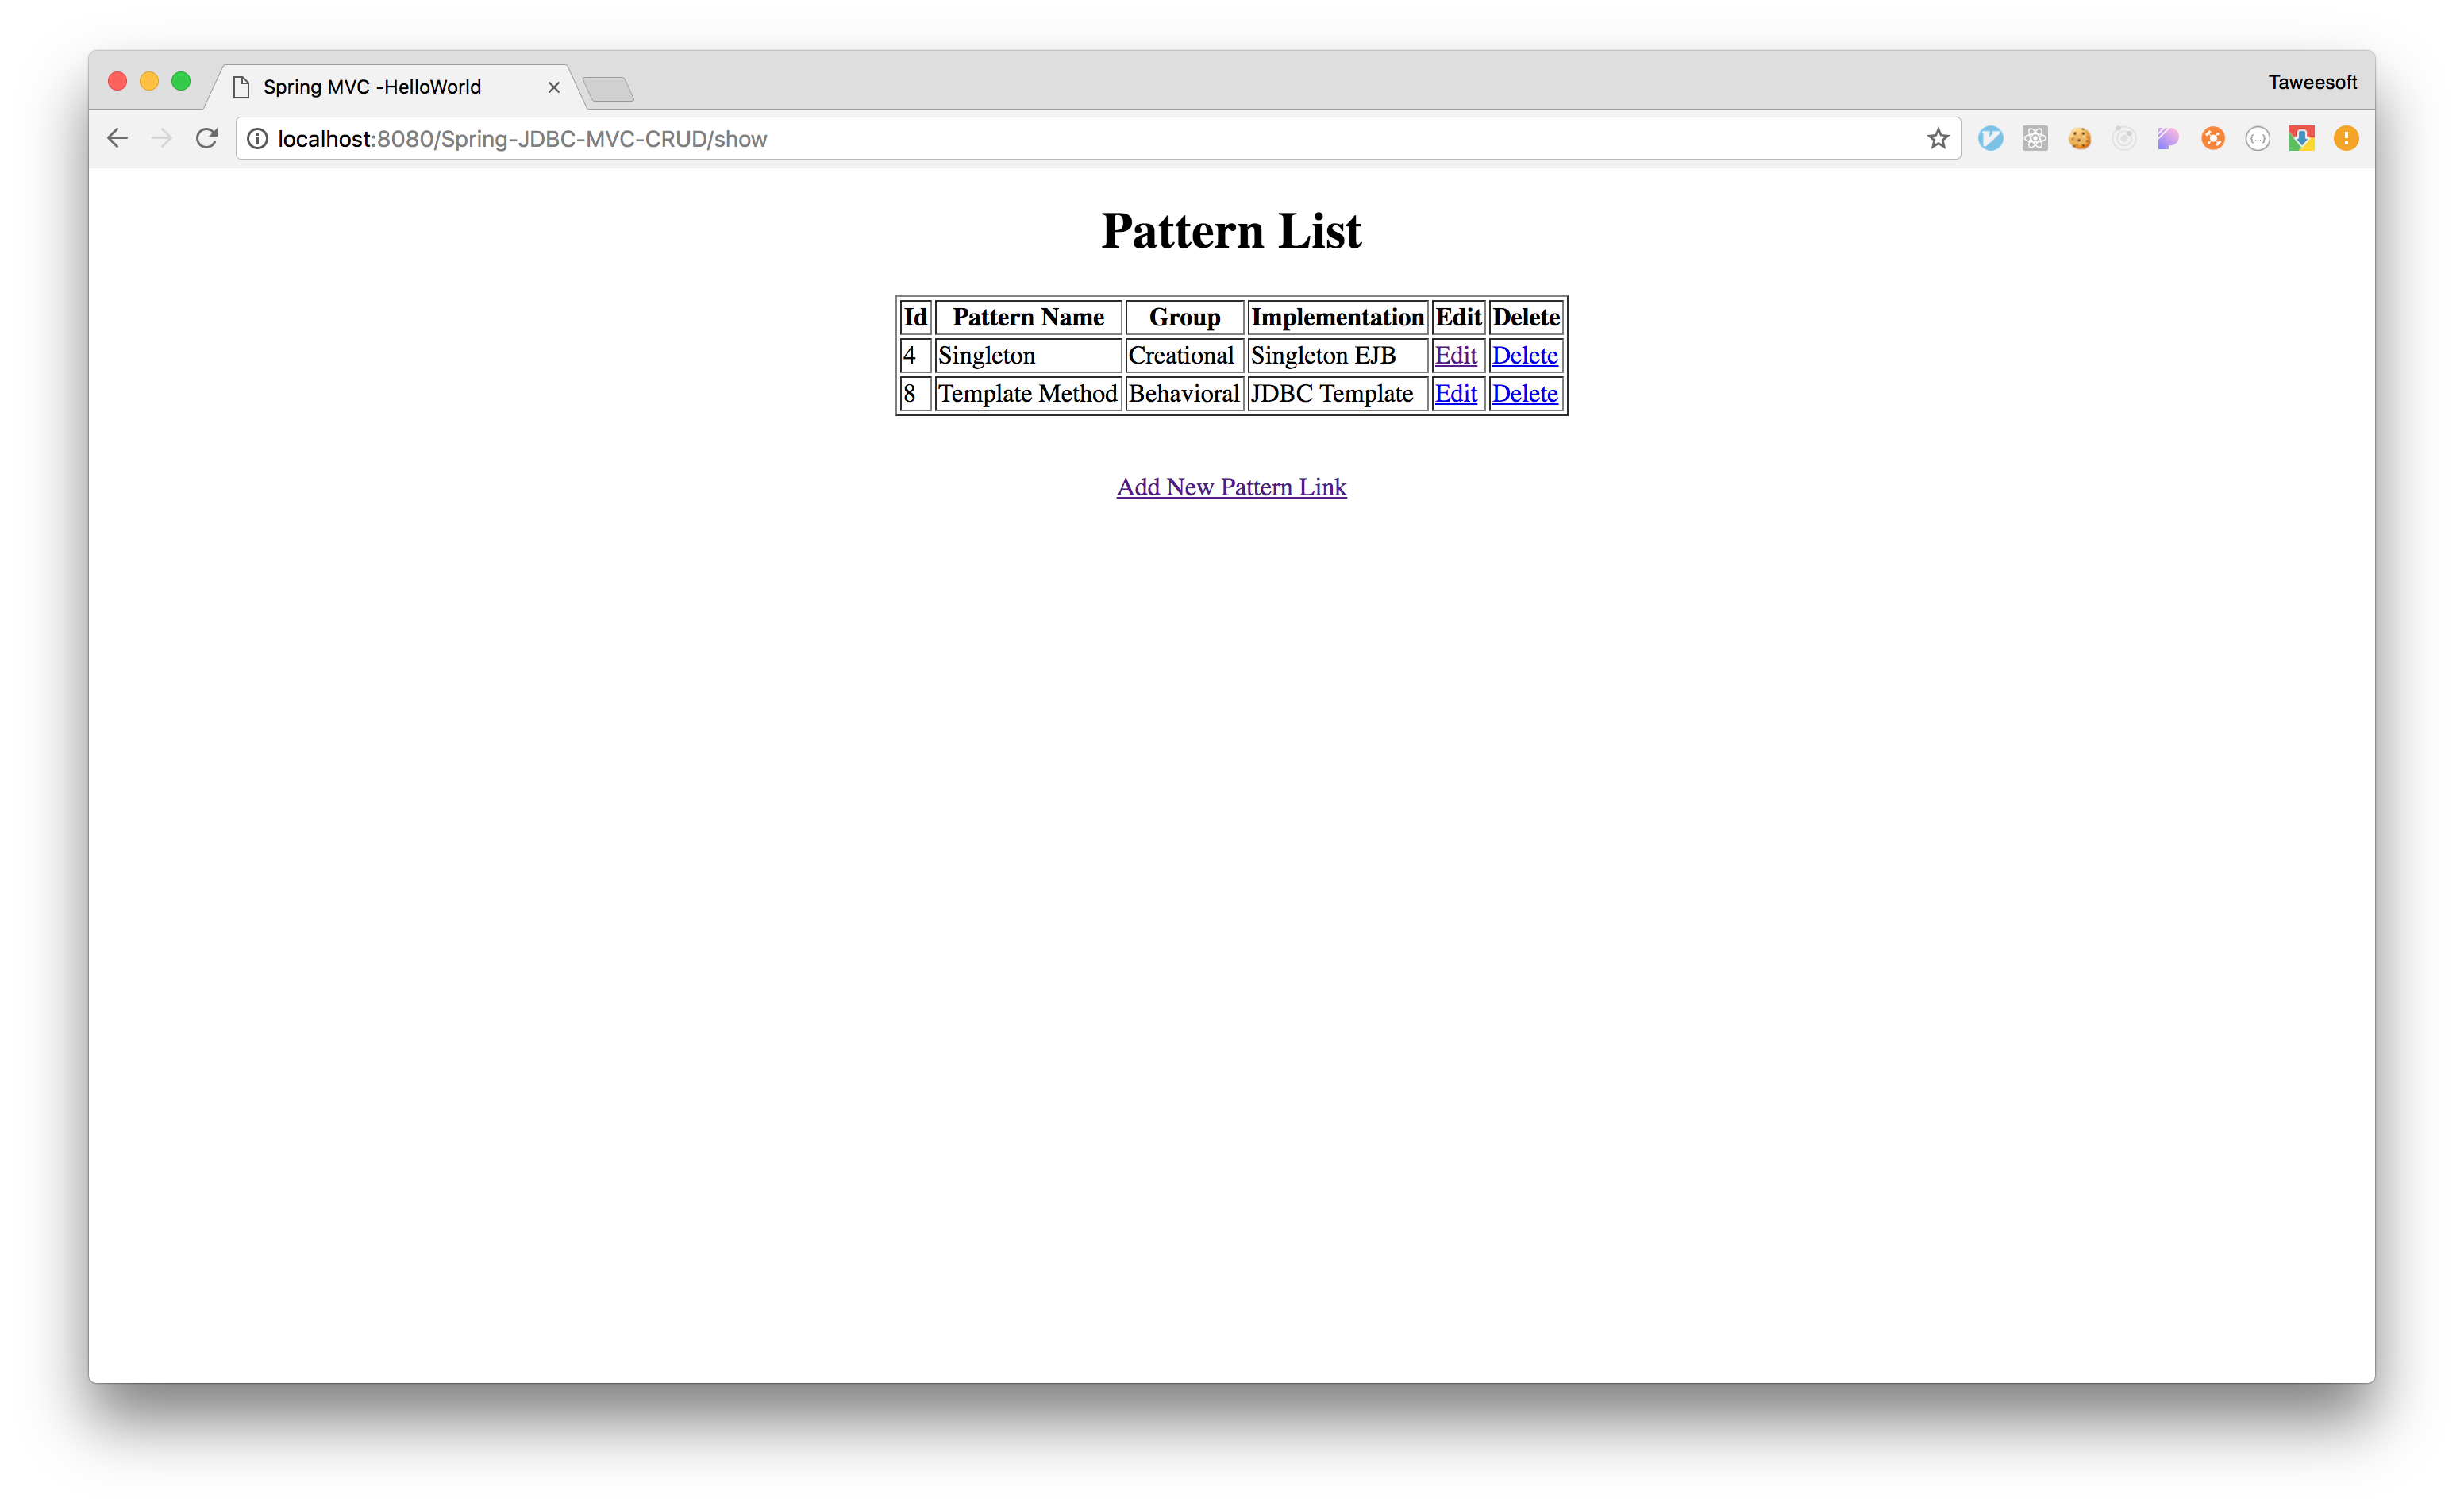 Spring MVC -HelloWorld
Taweesoft
localhost:8080/Spring-JDBC-MVC-CRUD/show
Pattern List
Id Pattern Name Group Implementation Edit Delete
4 Singleton Creational Singleton EJB Edit Delete
8 Template Method Behavioral JDBC Template Edit Delete
Add New Pattern Link